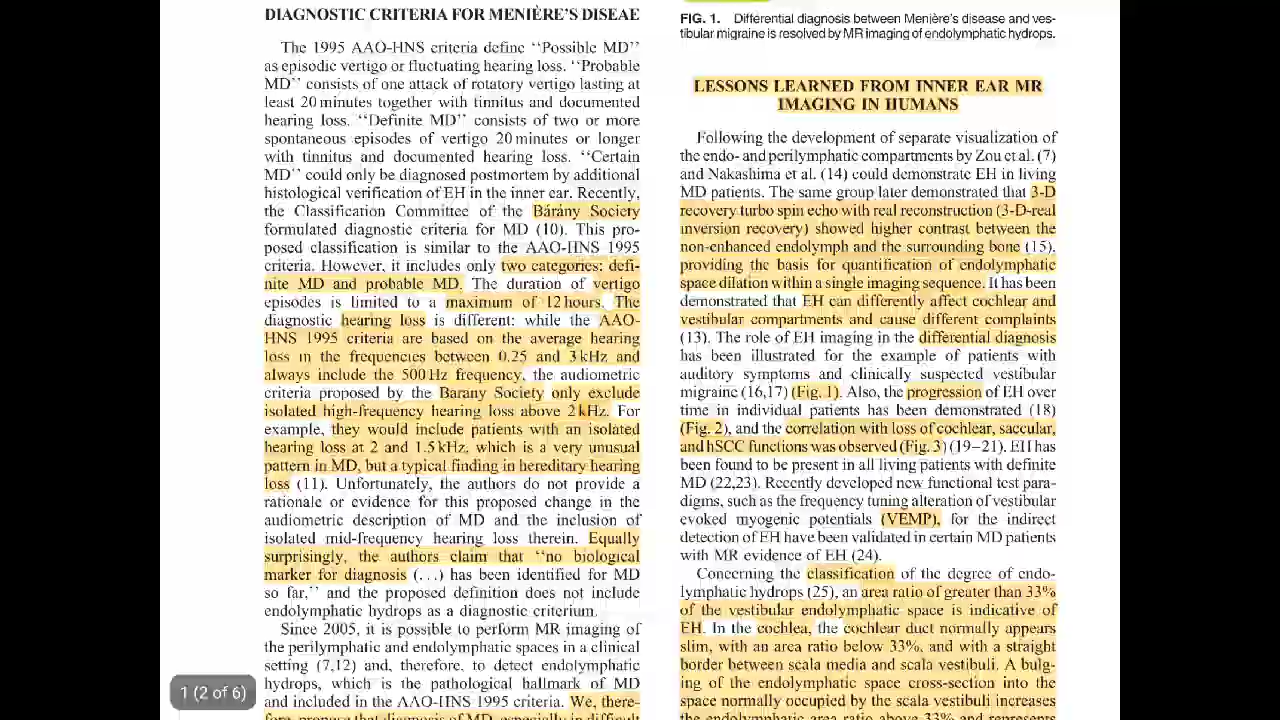 DIAGNOSTIC CRITERIA FOR MENIÈRE'S DISEAE
The 1995 AAO-HNS criteria define ‘‘Possible MD’’
as episodic vertigo or fluctuating hearing loss. ‘‘Probable
MD’’ consists of one attack of rotatory vertigo lasting at
least 20 minutes together with tinnitus and documented
hearing loss. ‘‘Definite MD’’ consists of two or more
spontaneous episodes of vertigo 20 minutes or longer
with tinnitus and documented hearing loss. ‘‘Certain
MD’’ could only be diagnosed postmortem by additional
histological verification of EH in the inner ear. Recently,
the Classification Committee of the Bárány Society
formulated diagnostic criteria for MD (10). This pro-
posed classification is similar to the AAO-HNS 1995
criteria. However, it includes only two categories: defi-
nite MD and probable MD. The duration of vertigo
episodes is limited to a maximum of 12 hours. The
diagnostic hearing loss is different: while the AAO-
HNS 1995 criteria are based on the average hearing
loss in the frequencies between 0.25 and 3 kHz and
always include the 500 Hz frequency, the audiometric
criteria proposed by the Barany Society only exclude
isolated high-frequency hearing loss above 2 kHz. For
example, they would include patients with an isolated
hearing loss at 2 and 1.5 kHz, which is a very unusual
pattern in MD, but a typical finding in hereditary hearing
loss (11). Unfortunately, the authors do not provide a
rationale or evidence for this proposed change in the
audiometric description of MD and the inclusion of
isolated mid-frequency hearing loss therein. Equally
surprisingly, the authors claim that ‘‘no biological
marker for diagnosis (...) has been identified for MD
so far,’’ and the proposed definition does not include
endolymphatic hydrops as a diagnostic criterium.
Since 2005, it is possible to perform MR imaging of
the perilymphatic and endolymphatic spaces in a clinical
setting (7,12) and, therefore, to detect endolymphatic
hydrops, which is the pathological hallmark of MD
and included in the AAO-HNS 1995 criteria. We, there-
fore, propose that diagnosis of MD, especially in difficult
1 (2 of 6)
FIG. 1. Differential diagnosis between Menière's disease and ves-
tibular migraine is resolved by MR imaging of endolymphatic hydrops.
LESSONS LEARNED FROM INNER EAR MR
IMAGING IN HUMANS
Following the development of separate visualization of
the endo- and perilymphatic compartments by Zou et al. (7)
and Nakashima et al. (14) could demonstrate EH in living
MD patients. The same group later demonstrated that 3-D
recovery turbo spin echo with real reconstruction (3-D-real
inversion recovery) showed higher contrast between the
non-enhanced endolymph and the surrounding bone (15),
providing the basis for quantification of endolymphatic
space dilation within a single imaging sequence. It has been
demonstrated that EH can differently affect cochlear and
vestibular compartments and cause different complaints
(13). The role of EH imaging in the differential diagnosis
has been illustrated for the example of patients with
auditory symptoms and clinically suspected vestibular
migraine (16,17) (Fig. 1). Also, the progression of EH over
time in individual patients has been demonstrated (18)
(Fig. 2), and the correlation with loss of cochlear, saccular,
and hSCC functions was observed (Fig. 3) (19–21). EH has
been found to be present in all living patients with definite
MD (22,23). Recently developed new functional test para-
digms, such as the frequency tuning alteration of vestibular
evoked myogenic potentials (VEMP), for the indirect
detection of EH have been validated in certain MD patients
with MR evidence of EH (24).
Concerning the classification of the degree of endo-
lymphatic hydrops (25), an area ratio of greater than 33%
of the vestibular endolymphatic space is indicative of
EH. In the cochlea, the cochlear duct normally appears
slim, with an area ratio below 33%, and with a straight
border between scala media and scala vestibuli. A bulg-
ing of the endolymphatic space cross-section into the
space normally occupied by the scala vestibuli increases
the endolymphatic area ratio above 33% and represents